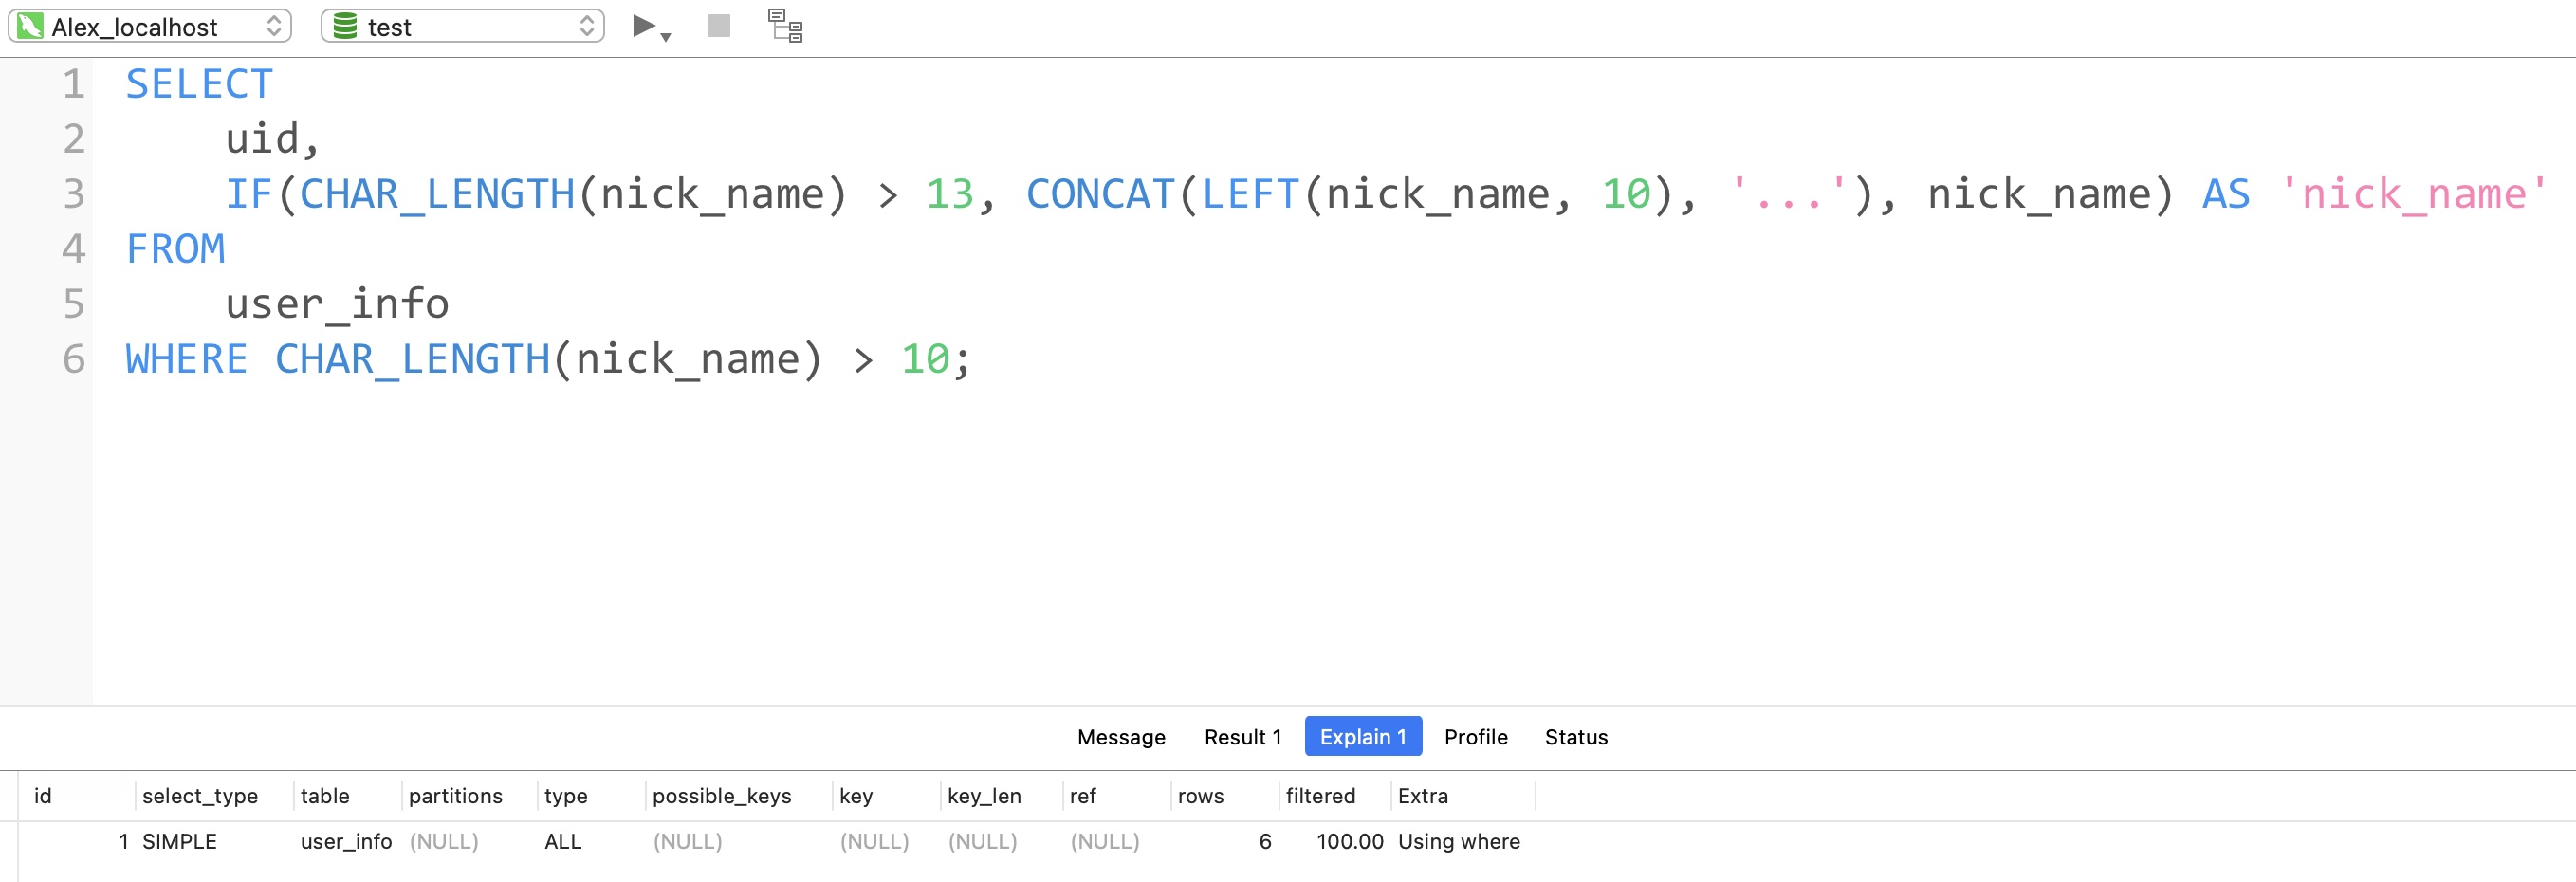 Alex_localhost test
1 SELECT
2 uid,
3 IF(CHAR_LENGTH(nick_name) > 13, CONCAT(LEFT(nick_name, 10), '...'), nick_name) AS 'nick_name'
4 FROM
5 user_info
6 WHERE CHAR_LENGTH(nick_name) > 10;
Message Result 1 Explain 1 Profile Status
id select_type table partitions type possible_keys key key_len ref rows filtered Extra
1 SIMPLE user_info (NULL) ALL (NULL) (NULL) (NULL) (NULL) 6 100.00 Using where